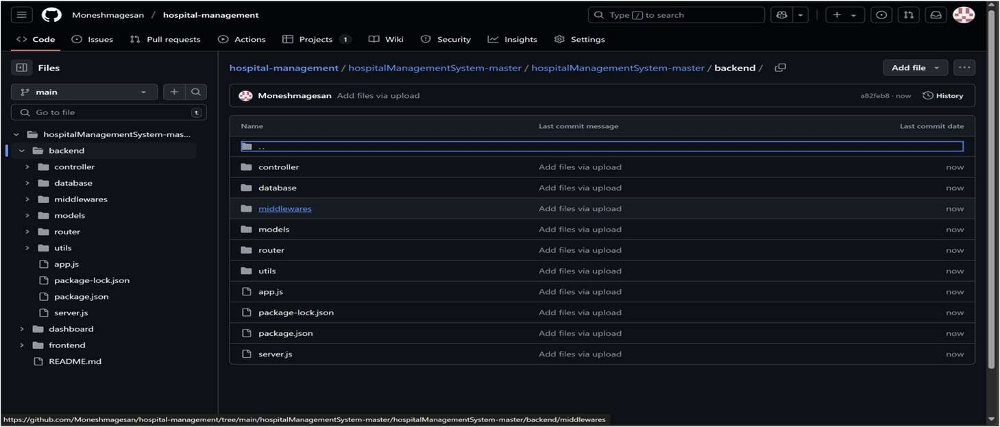 Moneshmagesan / hospital-management
Type / to search
Code
Issues
Pull requests
Actions
Projects 1
Wiki
Security
Insights
Settings
Files
main
Go to file
t
hospitalManagementSystem-mas...
backend
controller
database
middlewares
models
router
utils
app.js
package-lock.json
package.json
server.js
dashboard
frontend
README.md
hospital-management / hospitalManagementSystem-master / hospitalManagementSystem-master / backend /
Add file
Moneshmagesan Add files via upload
a82feb8 · now
History
Name Last commit message Last commit date
..
controller Add files via upload now
database Add files via upload now
middlewares Add files via upload now
models Add files via upload now
router Add files via upload now
utils Add files via upload now
app.js Add files via upload now
package-lock.json Add files via upload now
package.json Add files via upload now
server.js Add files via upload now
https://github.com/Moneshmagesan/hospital-management/tree/main/hospitalManagementSystem-master/hospitalManagementSystem-master/backend/middlewares